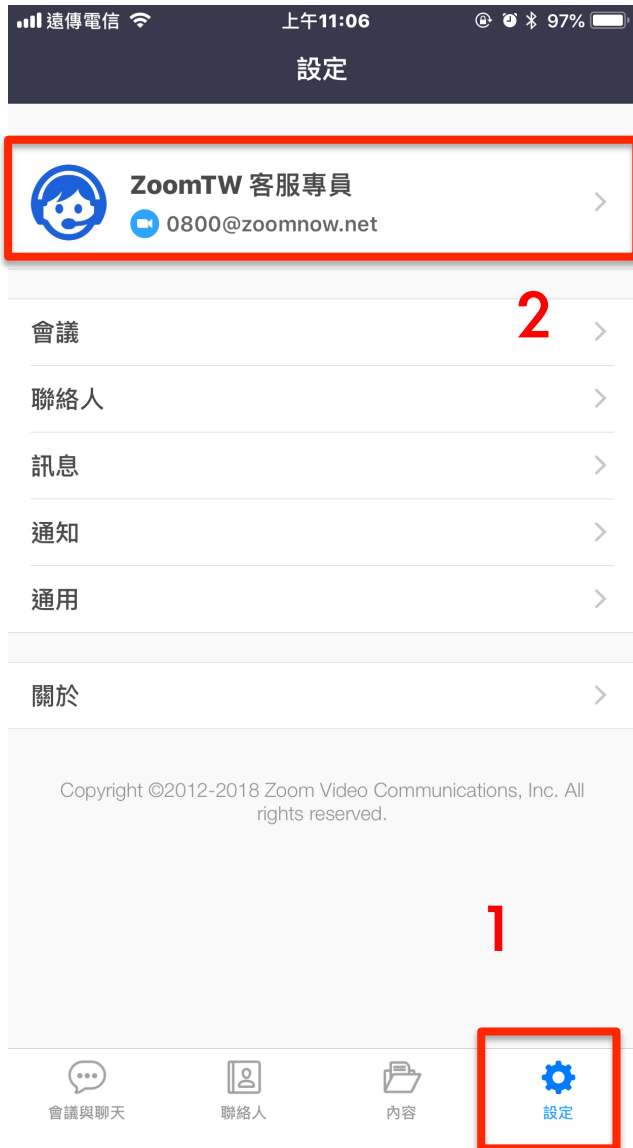 遠傳電信 上午11:06 97%
設定
ZoomTW 客服專員
0800@zoomnow.net
2
會議
聯絡人
訊息
通知
通用
關於
Copyright ©2012-2018 Zoom Video Communications, Inc. All
rights reserved.
1
會議與聊天 聯絡人 內容 設定